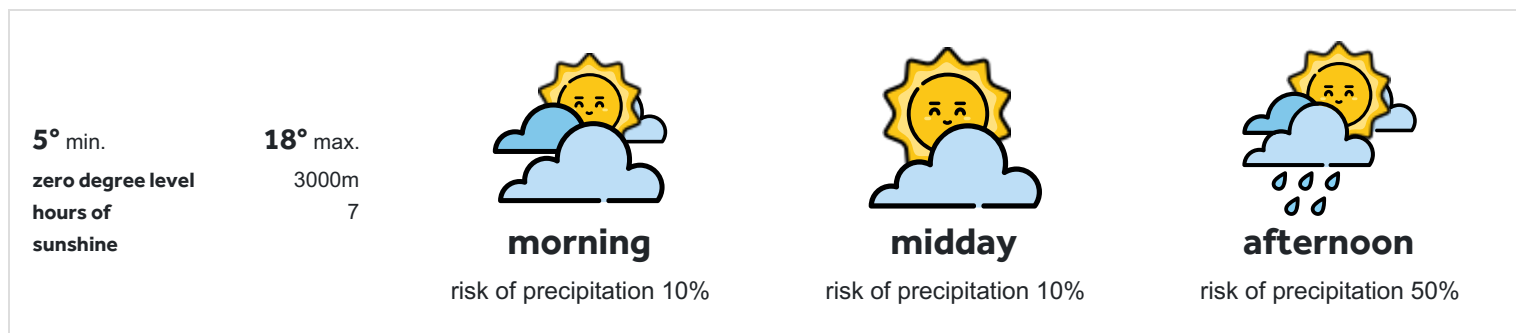 5° min. 18° max.
zero degree level 3000m
hours of 7
sunshine
morning
risk of precipitation 10%
midday
risk of precipitation 10%
afternoon
risk of precipitation 50%